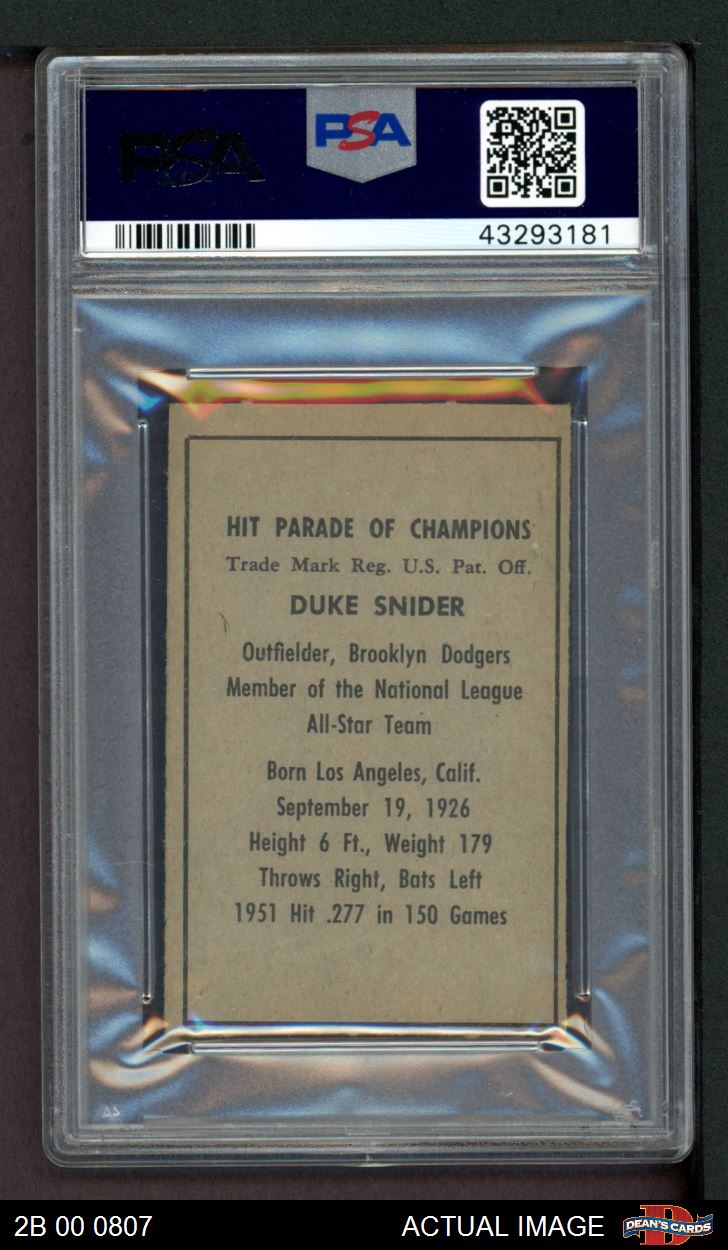 PSA
PSA
43293181
HIT PARADE OF CHAMPIONS
Trade Mark Reg. U.S. Pat. Off.
DUKE SNIDER
Outfielder, Brooklyn Dodgers
Member of the National League
All-Star Team
Born Los Angeles, Calif.
September 19, 1926
Height 6 Ft., Weight 179
Throws Right, Bats Left
1951 Hit .277 in 150 Games
2B 00 0807
ACTUAL IMAGE
DEAN'S CARDS